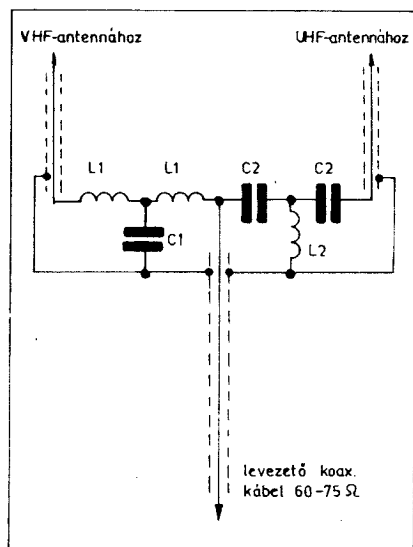 VHF-antennához
UHF-antennához
L1
L1
C2
C2
C1
L2
levezető koax.
kábel 60-75 Ω